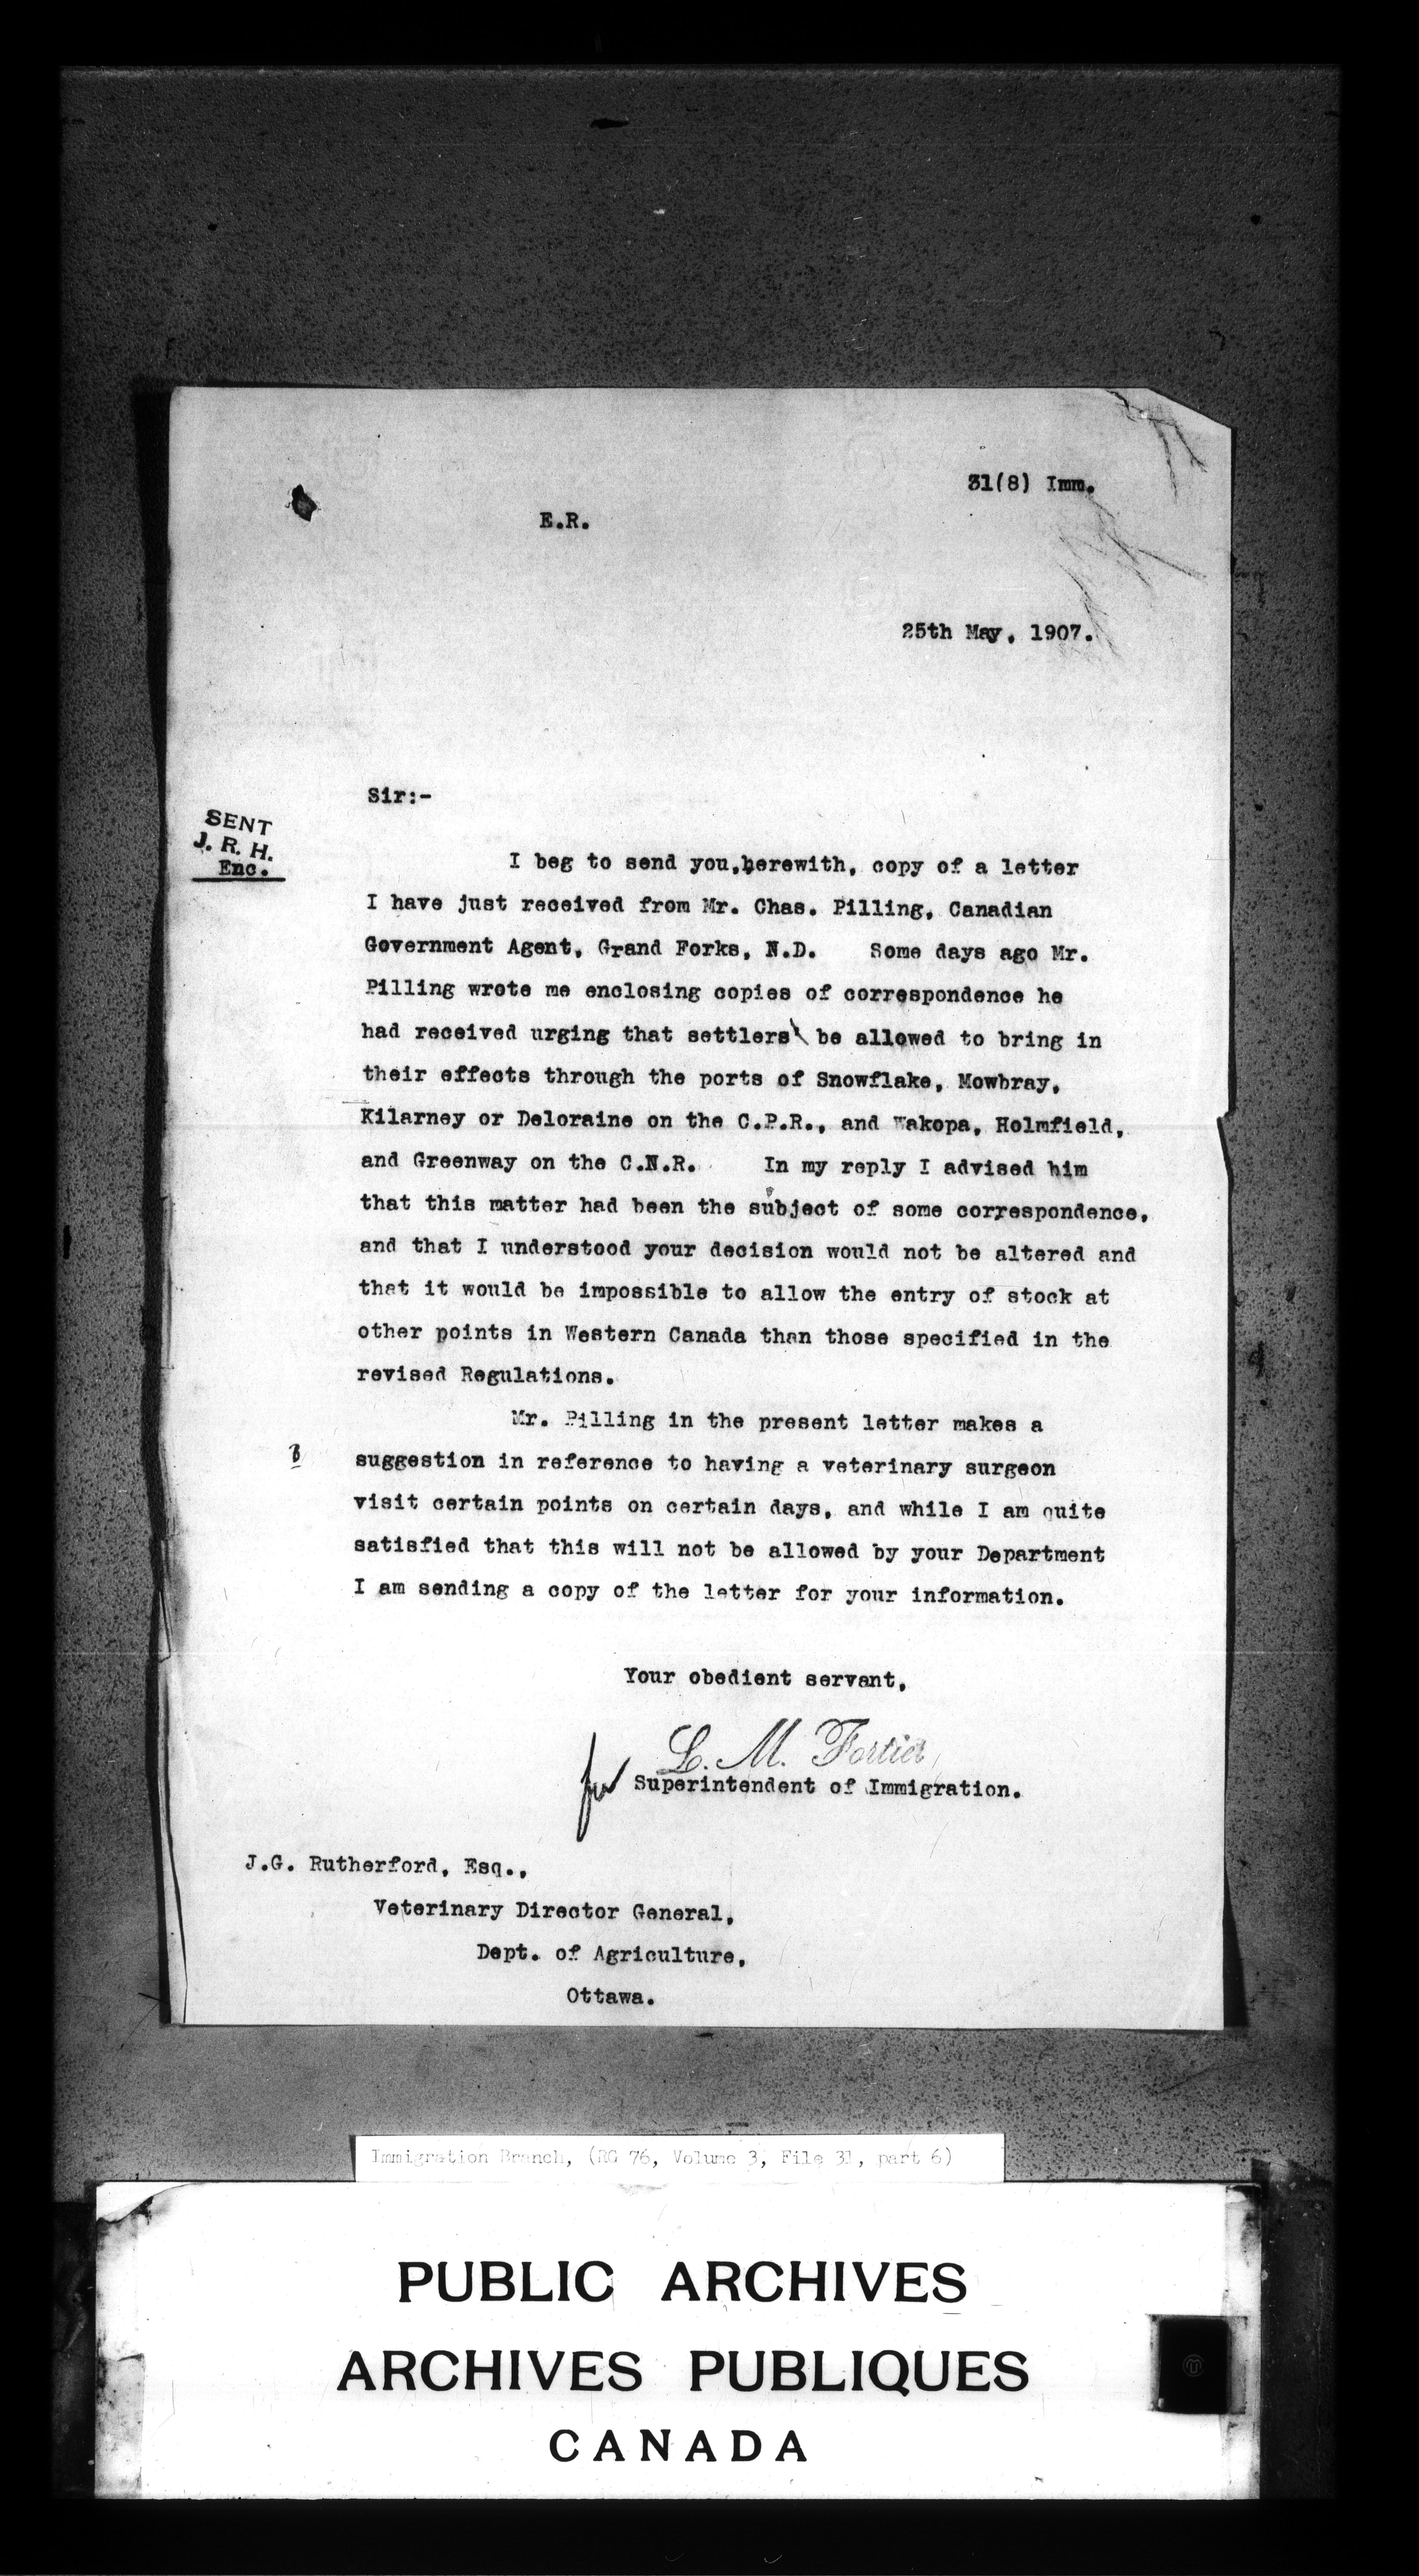 31(8) Imm.
E.R.
25th May, 1907.
Sir:-
SENT
J. R. H.
Enc.
I beg to send you, herewith, copy of a letter
I have just received from Mr. Chas. Pilling, Canadian
Government Agent, Grand Forks, N.D. Some days ago Mr.
Pilling wrote me enclosing copies of correspondence he
had received urging that settlers' be allowed to bring in
their effects through the ports of Snowflake, Mowbray,
Kilarney or Deloraine on the C.P.R., and Wakopa, Holmfield,
and Greenway on the C.N.R. In my reply I advised him
that this matter had been the subject of some correspondence,
and that I understood your decision would not be altered and
that it would be impossible to allow the entry of stock at
other points in Western Canada than those specified in the
revised Regulations.
Mr. Pilling in the present letter makes a
suggestion in reference to having a veterinary surgeon
visit certain points on certain days, and while I am quite
satisfied that this will not be allowed by your Department
I am sending a copy of the letter for your information.
Your obedient servant,
L. M. Fortier
for Superintendent of Immigration.
J.G. Rutherford, Esq.,
Veterinary Director General,
Dept. of Agriculture,
Ottawa.
Immigration Branch, (RG 76, Volume 3, File 31, part 6)
PUBLIC ARCHIVES
ARCHIVES PUBLIQUES
CANADA